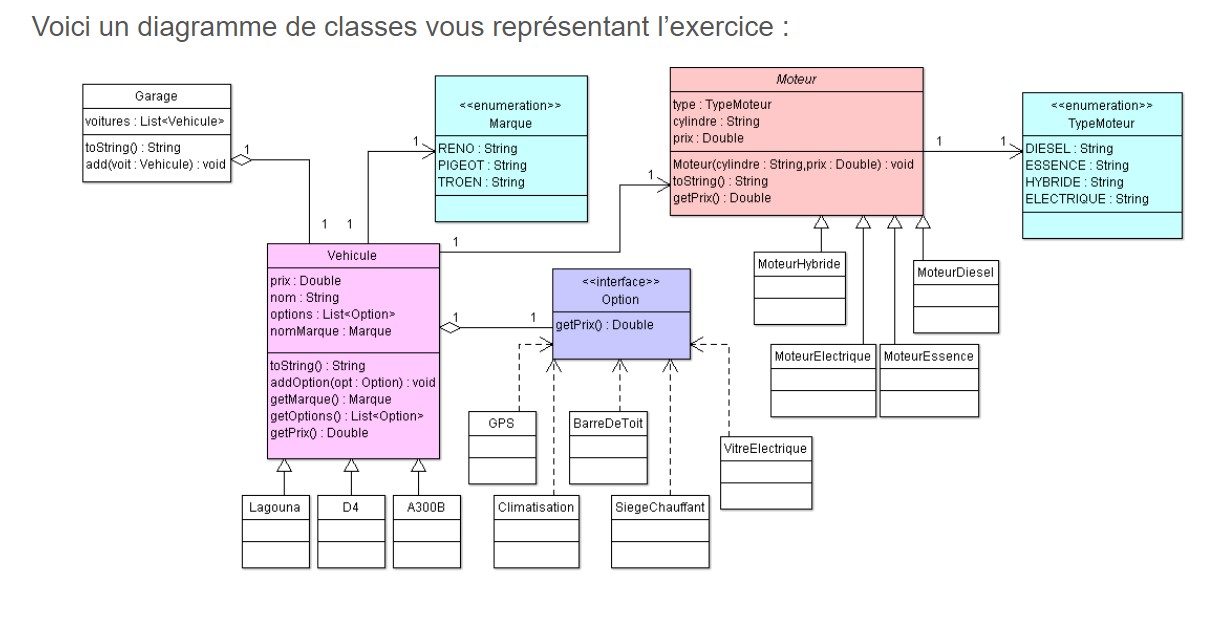 Voici un diagramme de classes vous représentant l’exercice :
Garage
voitures : List<Vehicule>
toString() : String
add(voit : Vehicule) : void
1
1
<<enumeration>>
Marque
RENO : String
PIGEOT : String
TROEN : String
1
1
Moteur
type : TypeMoteur
cylindre : String
prix : Double
Moteur(cylindre : String,prix : Double) : void
toString() : String
getPrix() : Double
1
1
1
1
<<enumeration>>
TypeMoteur
DIESEL : String
ESSENCE : String
HYBRIDE : String
ELECTRIQUE : String
Vehicule
prix : Double
nom : String
options : List<Option>
nomMarque : Marque
toString() : String
addOption(opt : Option) : void
getMarque() : Marque
getOptions() : List<Option>
getPrix() : Double
1
1
<<interface>>
Option
getPrix() : Double
MoteurHybride
MoteurDiesel
MoteurElectrique
MoteurEssence
GPS
BarreDeToit
VitreElectrique
Lagouna
D4
A300B
Climatisation
SiegeChauffant